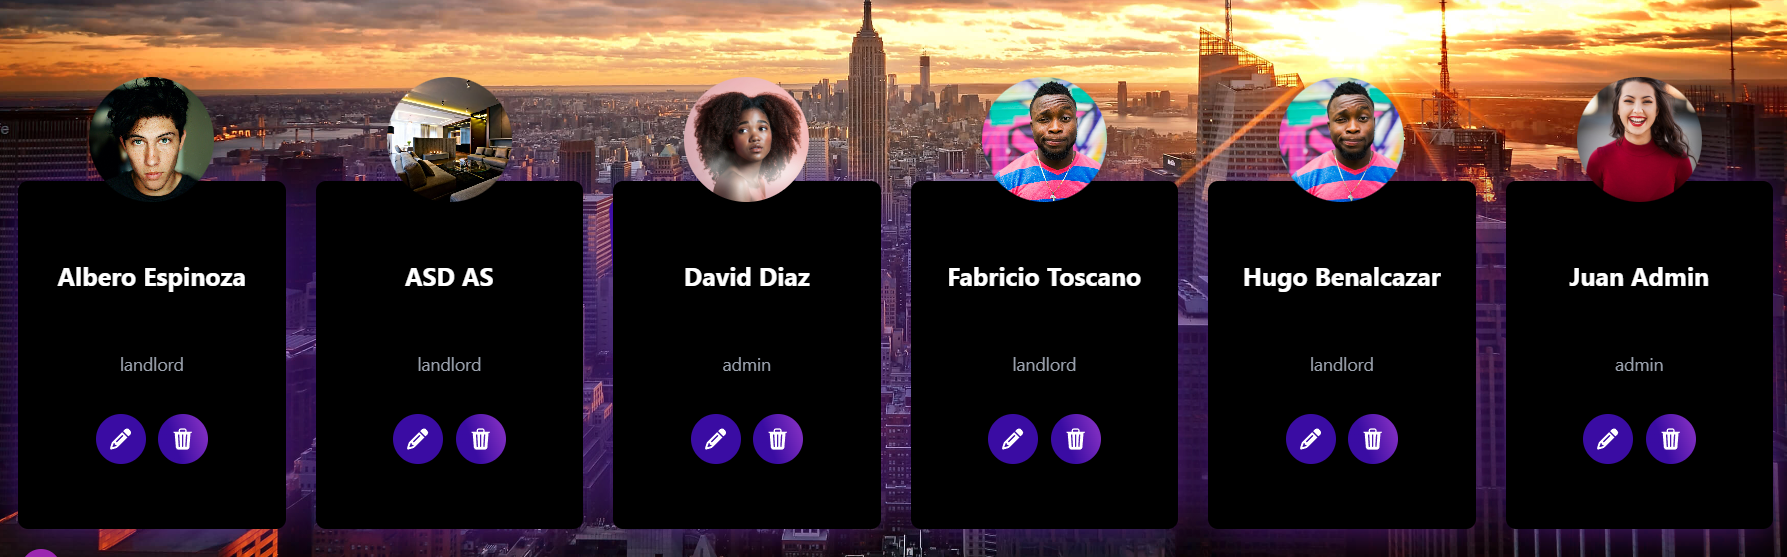 Albero Espinoza
landlord
ASD AS
landlord
David Diaz
admin
Fabricio Toscano
landlord
Hugo Benalcazar
landlord
Juan Admin
admin